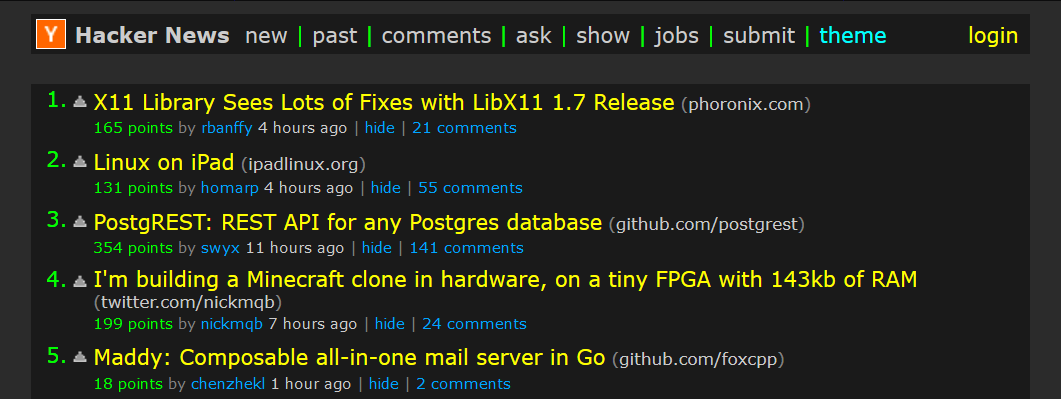 Y Hacker News new | past | comments | ask | show | jobs | submit | theme login
1. X11 Library Sees Lots of Fixes with LibX11 1.7 Release (phoronix.com)
165 points by rbanffy 4 hours ago | hide | 21 comments
2. Linux on iPad (ipadlinux.org)
131 points by homarp 4 hours ago | hide | 55 comments
3. PostgREST: REST API for any Postgres database (github.com/postgrest)
354 points by swyx 11 hours ago | hide | 141 comments
4. I'm building a Minecraft clone in hardware, on a tiny FPGA with 143kb of RAM
(twitter.com/nickmqb)
199 points by nickmqb 7 hours ago | hide | 24 comments
5. Maddy: Composable all-in-one mail server in Go (github.com/foxcpp)
18 points by chenzhekl 1 hour ago | hide | 2 comments